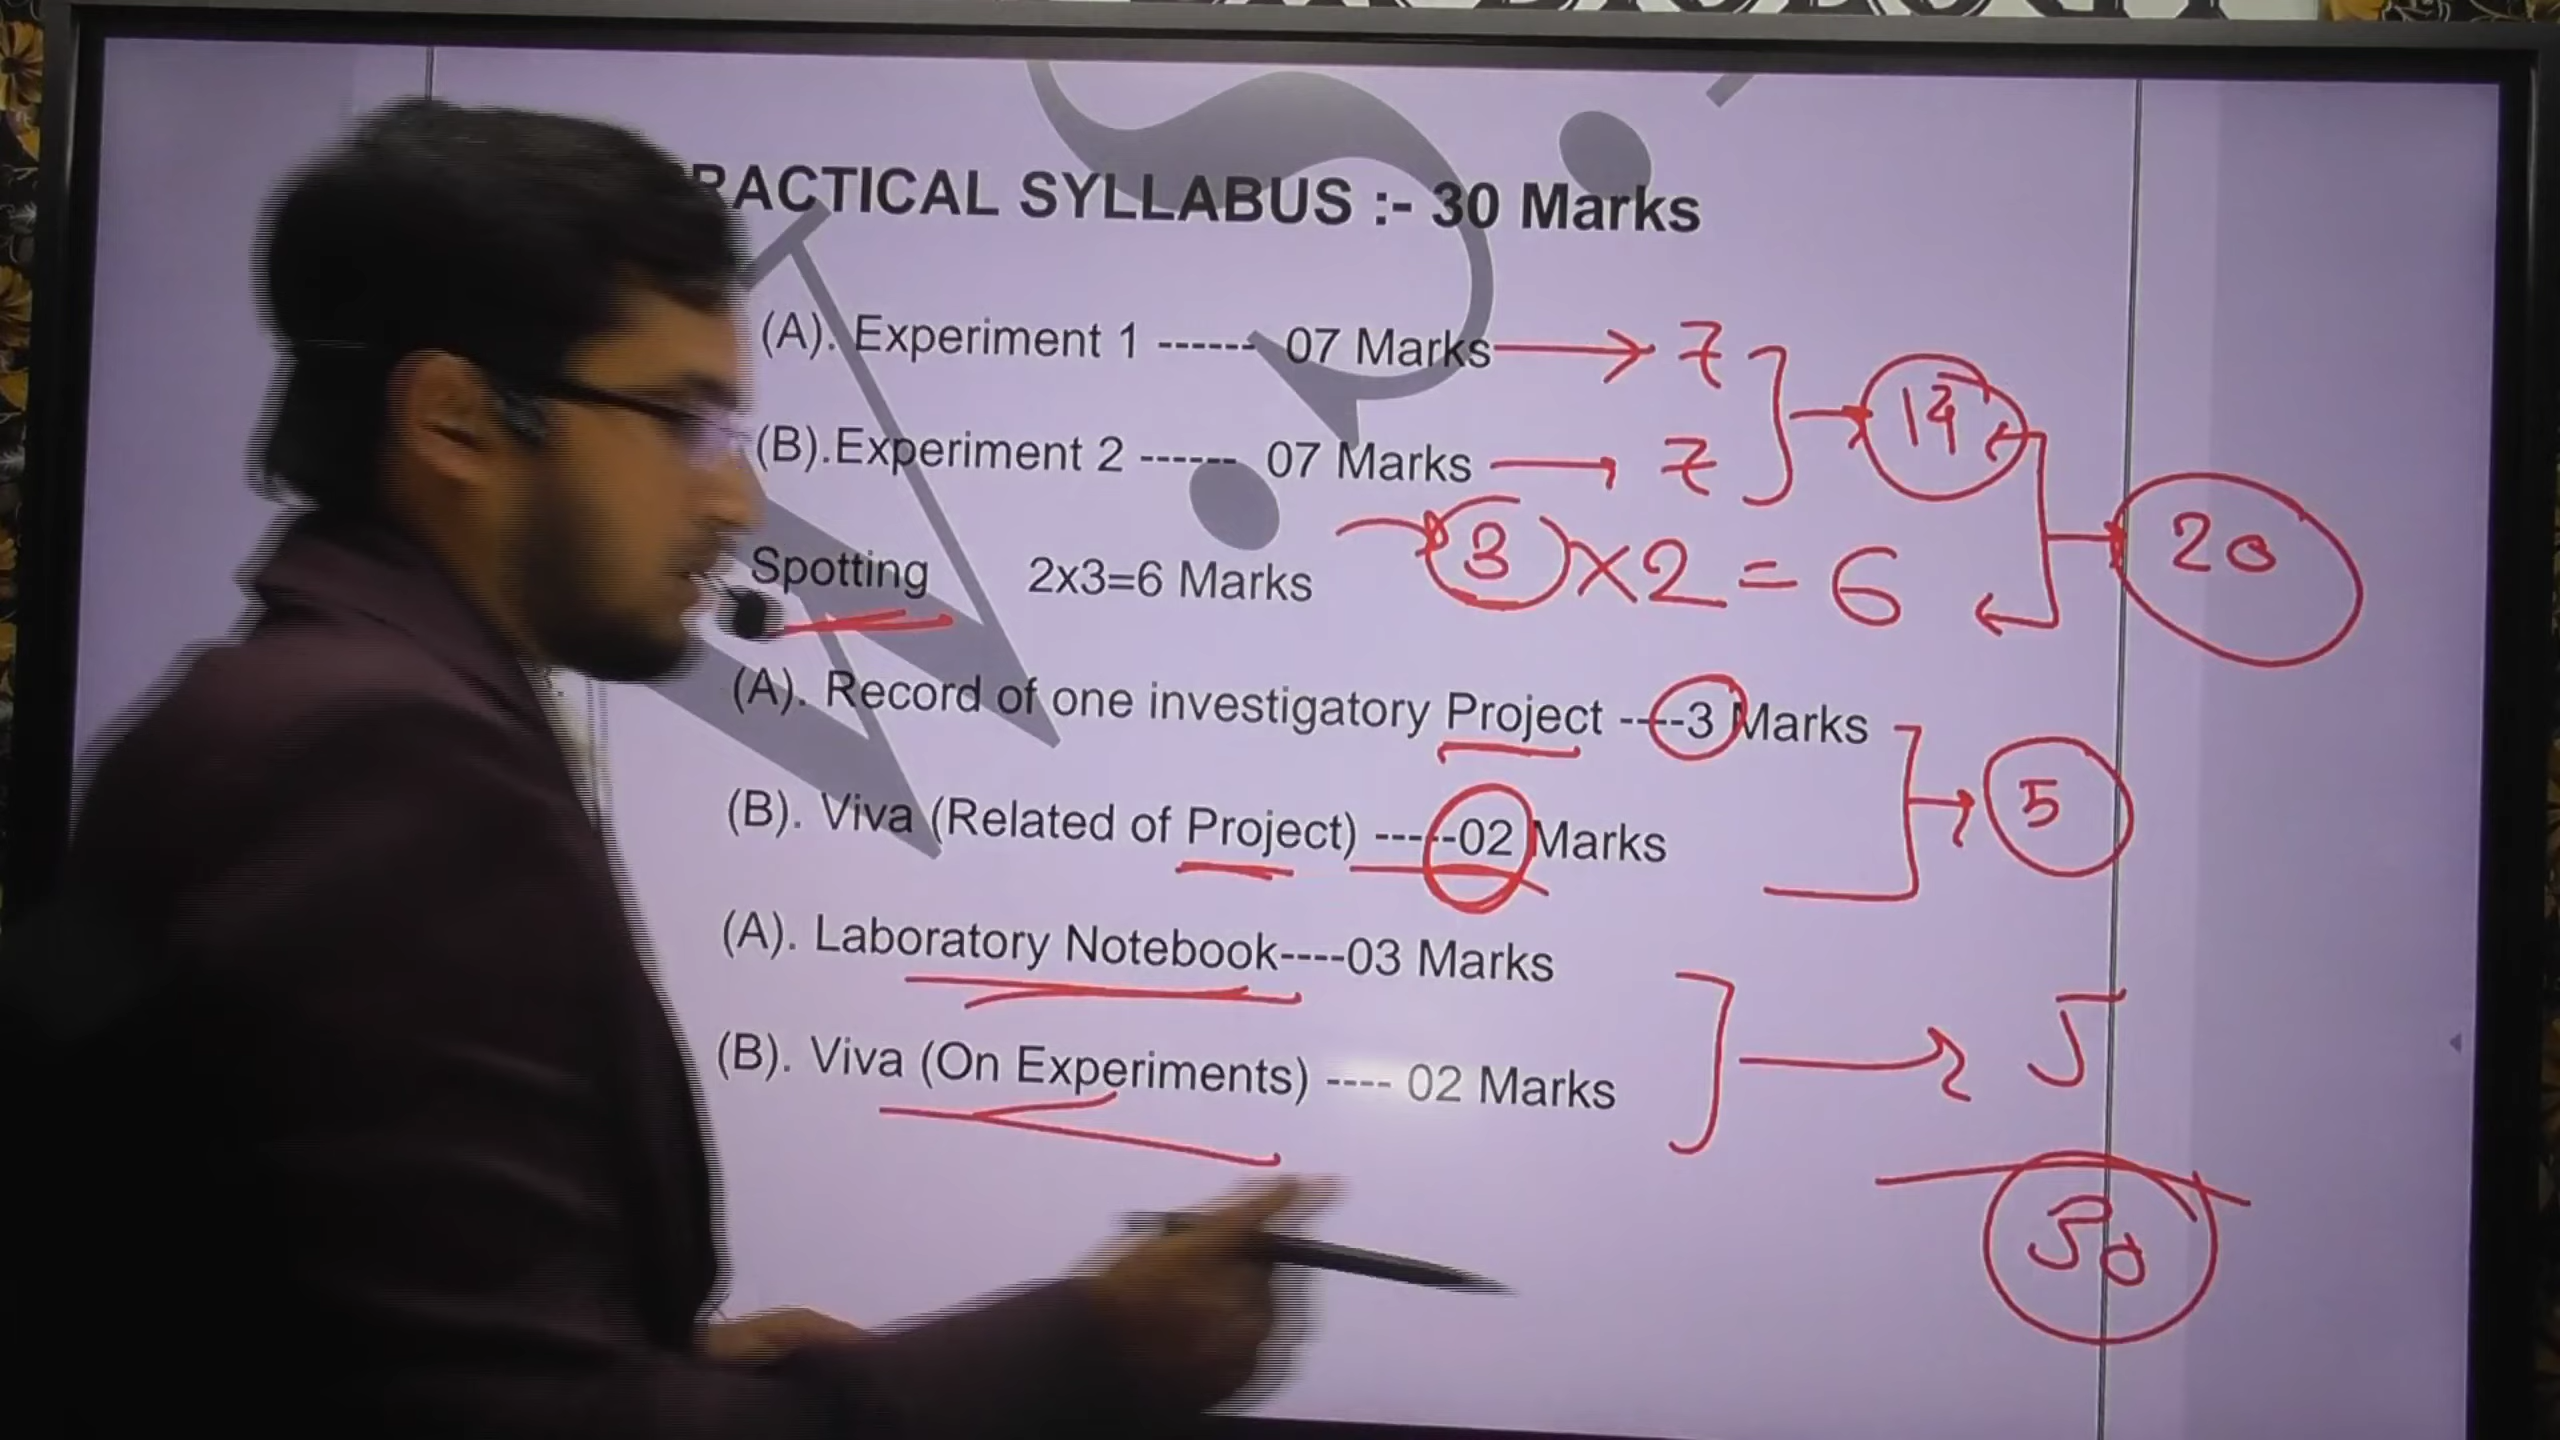 RACTICAL SYLLABUS :- 30 Marks
(A). Experiment 1 ------ 07 Marks 7
14
(B).Experiment 2 ------ 07 Marks 7
20
Spotting 2x3=6 Marks 3 x 2 = 6
(A). Record of one investigatory Project ----3 Marks
5
(B). Viva (Related of Project) -----02 Marks
(A). Laboratory Notebook----03 Marks
5
(B). Viva (On Experiments) ---- 02 Marks
30